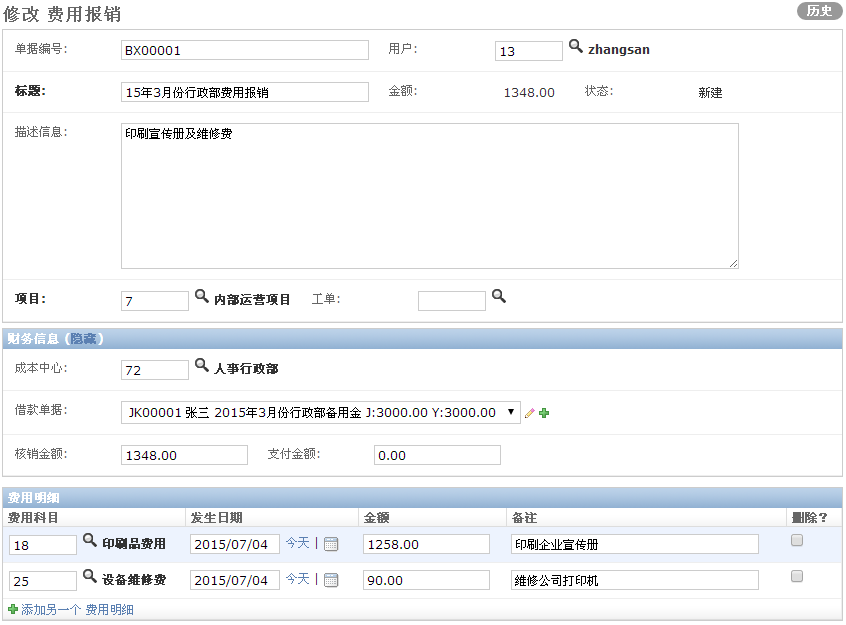 修改 费用报销 历史
单据编号: BX00001 用户: 13 zhangsan
标题: 15年3月份行政部费用报销 金额: 1348.00 状态: 新建
描述信息: 印刷宣传册及维修费
项目: 7 内部运营项目 工单:
财务信息 (隐藏)
成本中心: 72 人事行政部
借款单据: JK00001 张三 2015年3月份行政部备用金 J:3000.00 Y:3000.00
核销金额: 1348.00 支付金额: 0.00
费用明细
费用科目 发生日期 金额 备注 删除?
18 印刷品费用 2015/07/04 今天 | 1258.00 印刷企业宣传册
25 设备维修费 2015/07/04 今天 | 90.00 维修公司打印机
添加另一个 费用明细